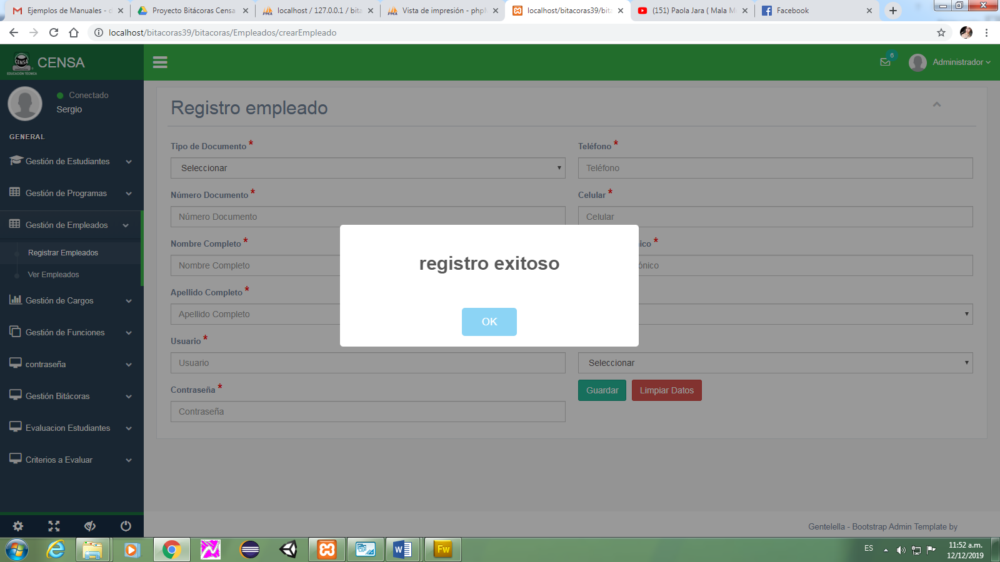 Ejemplos de Manuales - d
Proyecto Bitácoras Censa
localhost / 127.0.0.1 / bita
Vista de impresión - phpM
localhost/bitacoras39/bita
(151) Paola Jara ( Mala M
Facebook
localhost/bitacoras39/bitacoras/Empleados/crearEmpleado
CENSA
EDUCACIÓN TÉCNICA
CENSA
6
Administrador
Conectado
Sergio
GENERAL
Gestión de Estudiantes
Gestión de Programas
Gestión de Empleados
Registrar Empleados
Ver Empleados
Gestión de Cargos
Gestión de Funciones
contraseña
Gestión Bitácoras
Evaluacion Estudiantes
Criterios a Evaluar
Registro empleado
Tipo de Documento *
Seleccionar
Número Documento *
Número Documento
Nombre Completo *
Nombre Completo
Apellido Completo *
Apellido Completo
Usuario *
Usuario
Contraseña *
Contraseña
Teléfono *
Teléfono
Celular *
Celular
ico *
ónico
Seleccionar
Guardar
Limpiar Datos
registro exitoso
OK
Gentelella - Bootstrap Admin Template by
Fw
ES
11:52 a.m.
12/12/2019